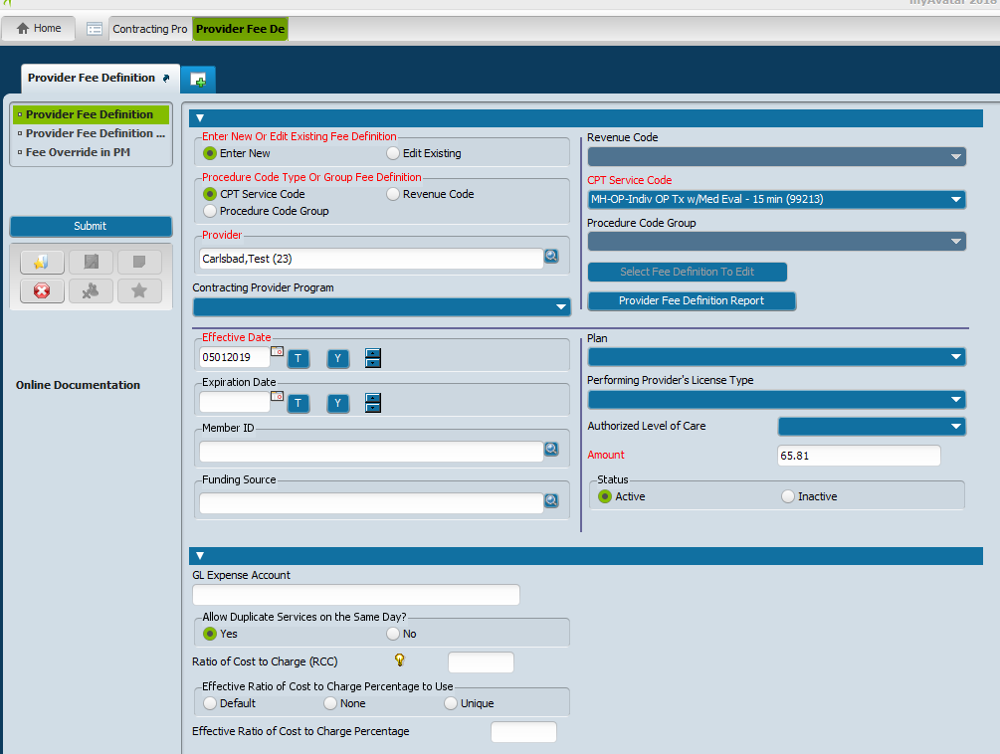 myAvatar 2018
Home
Contracting Pro
Provider Fee De
Provider Fee Definition
Provider Fee Definition
Provider Fee Definition ...
Fee Override in PM
Submit
Online Documentation
Enter New Or Edit Existing Fee Definition
Enter New
Edit Existing
Procedure Code Type Or Group Fee Definition
CPT Service Code
Revenue Code
Procedure Code Group
Provider
Carlsbad,Test (23)
Contracting Provider Program
Revenue Code
CPT Service Code
MH-OP-Indiv OP Tx w/Med Eval - 15 min (99213)
Procedure Code Group
Select Fee Definition To Edit
Provider Fee Definition Report
Effective Date
05012019
T
Y
Expiration Date
T
Y
Member ID
Funding Source
Plan
Performing Provider's License Type
Authorized Level of Care
Amount
65.81
Status
Active
Inactive
GL Expense Account
Allow Duplicate Services on the Same Day?
Yes
No
Ratio of Cost to Charge (RCC)
Effective Ratio of Cost to Charge Percentage to Use
Default
None
Unique
Effective Ratio of Cost to Charge Percentage